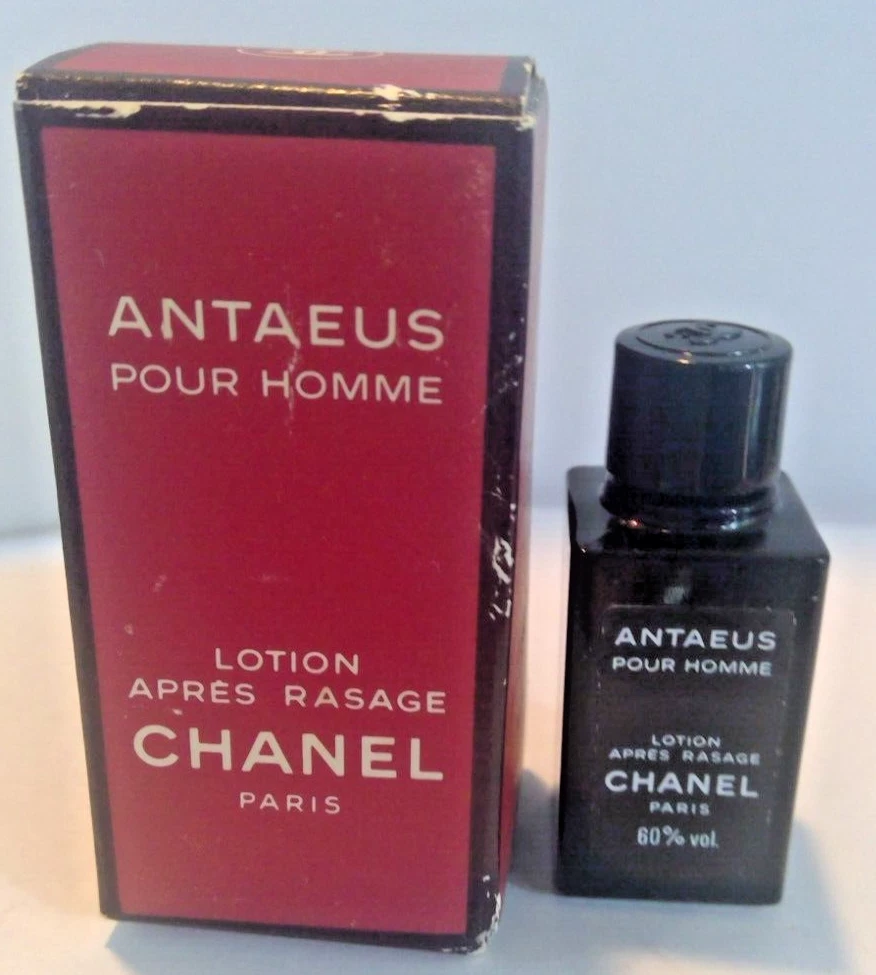 ANTAEUS
POUR HOMME
LOTION
APRÈS RASAGE
CHANEL
PARIS
ANTAEUS
POUR HOMME
LOTION
APRÈS RASAGE
CHANEL
PARIS
60% vol.